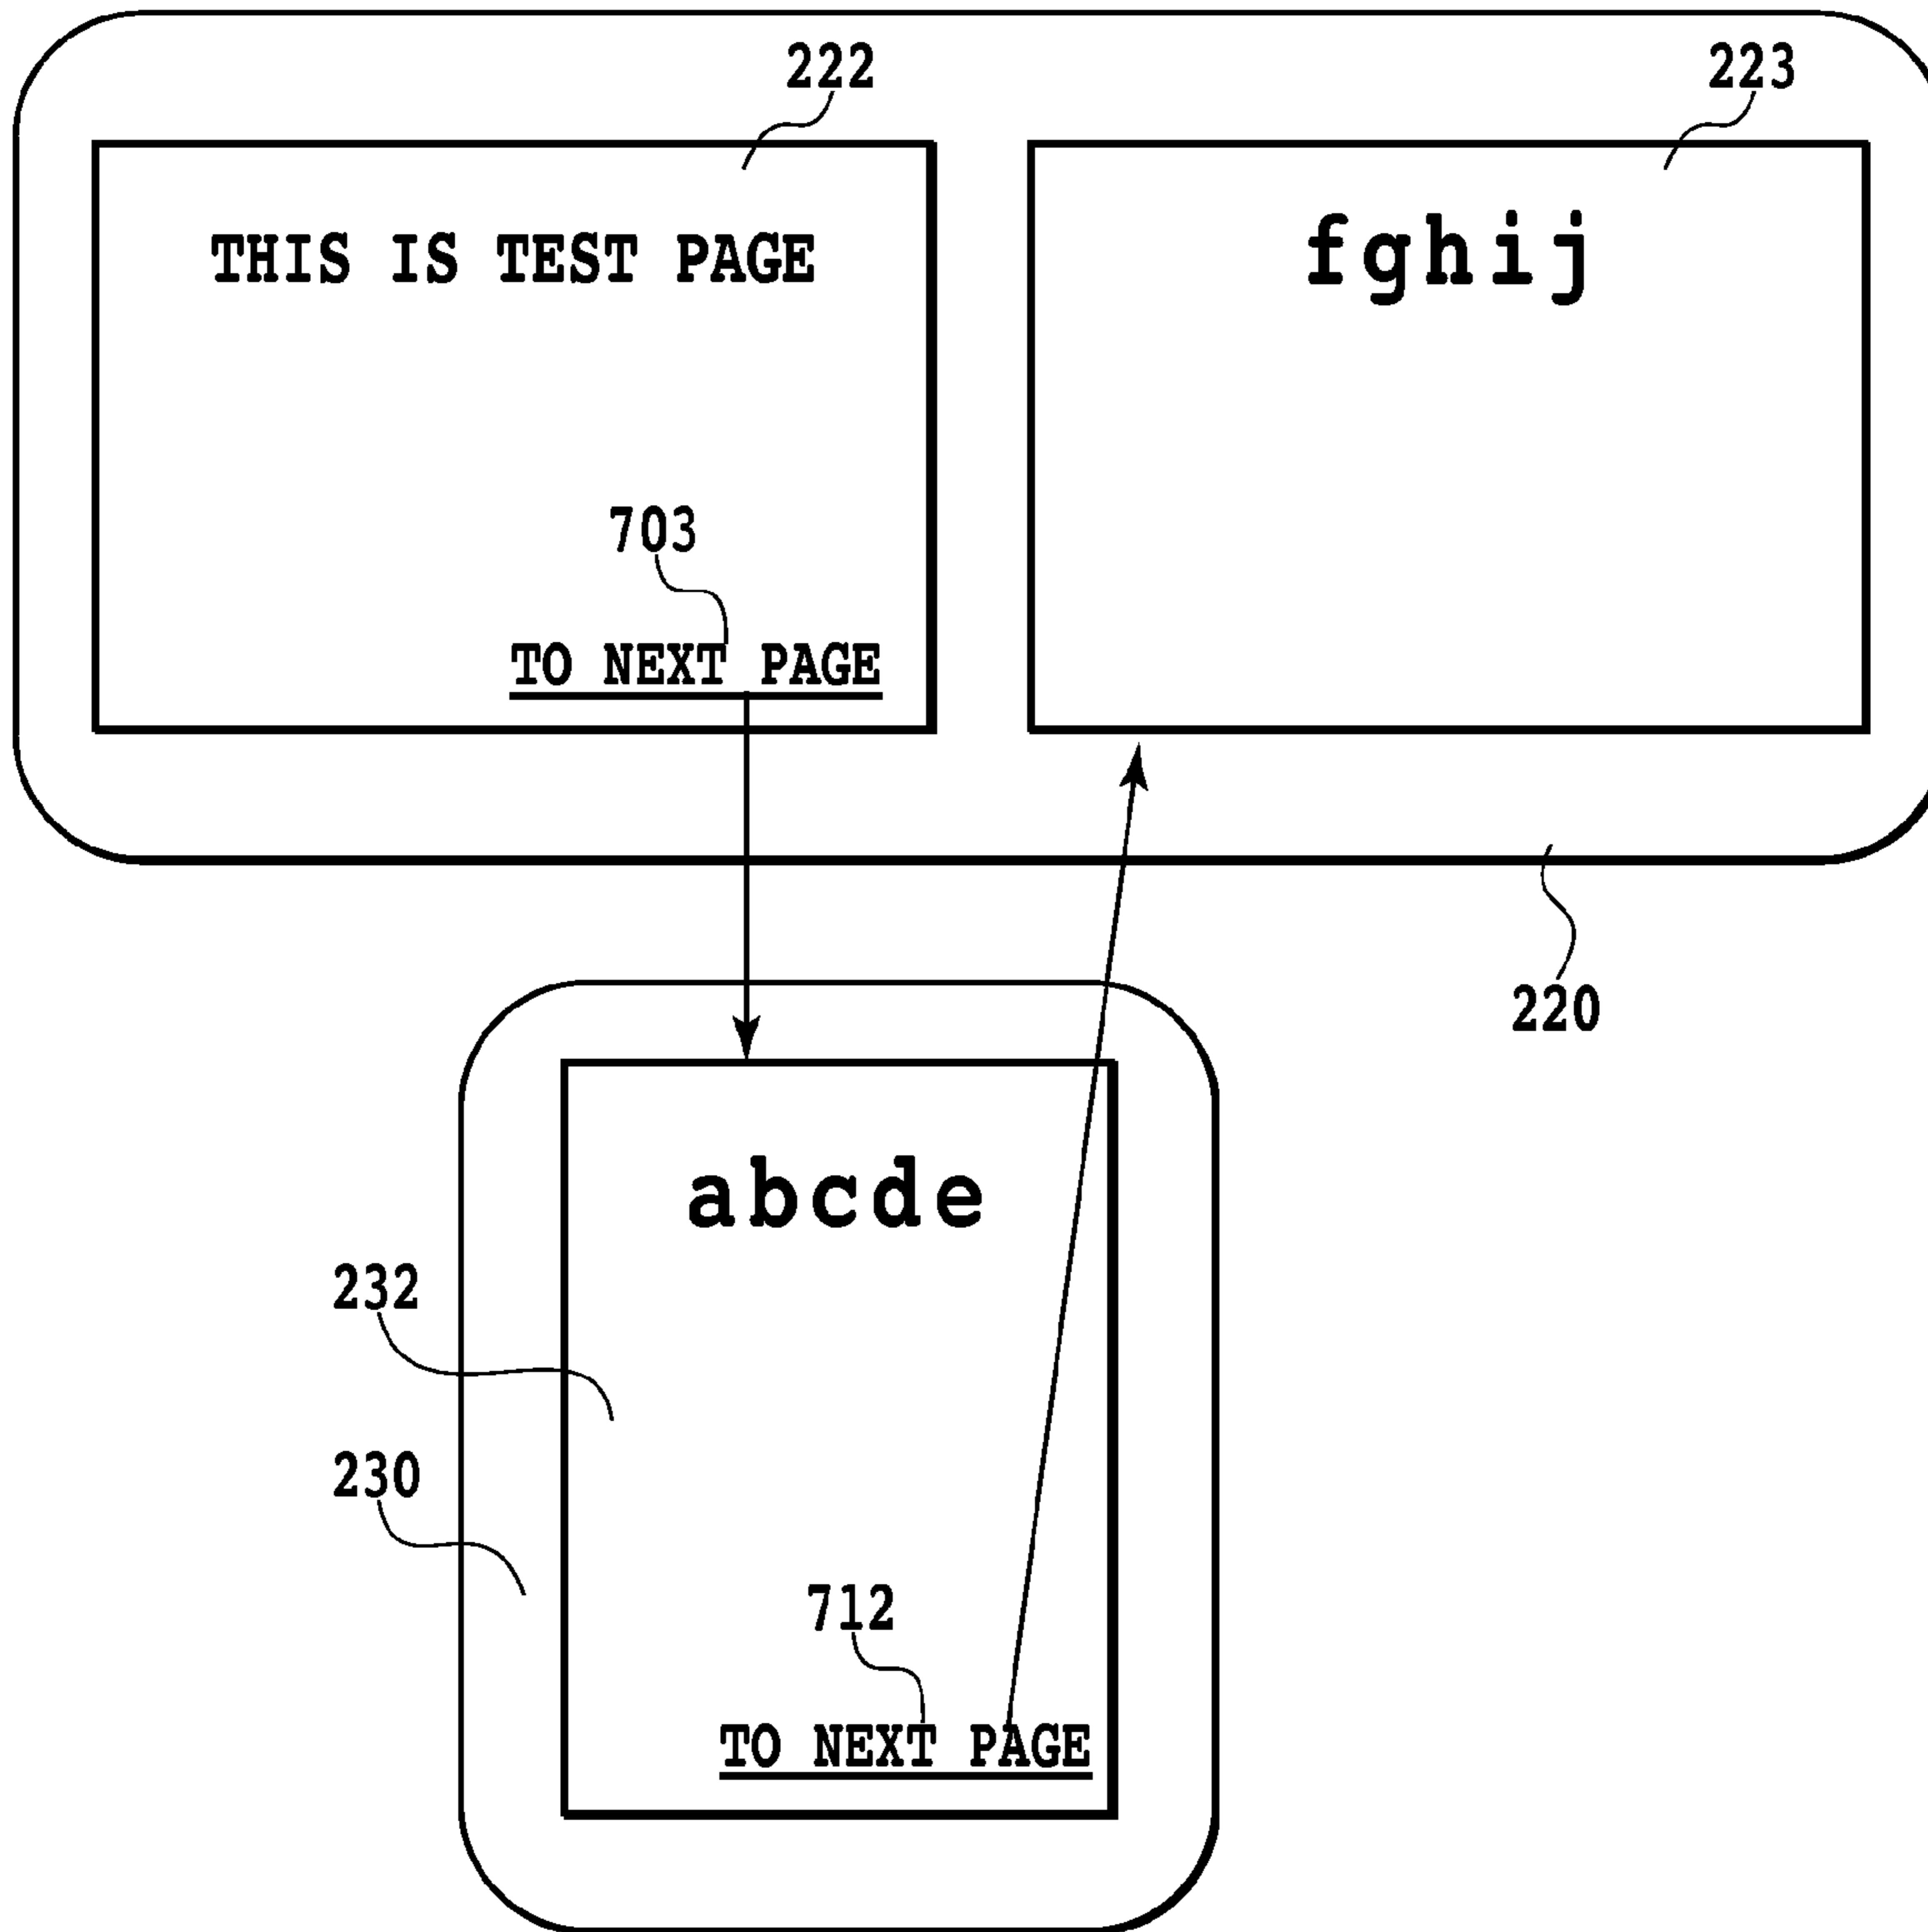 222
223
THIS IS TEST PAGE
fghij
703
TO NEXT PAGE
220
abcde
232
230
712
TO NEXT PAGE